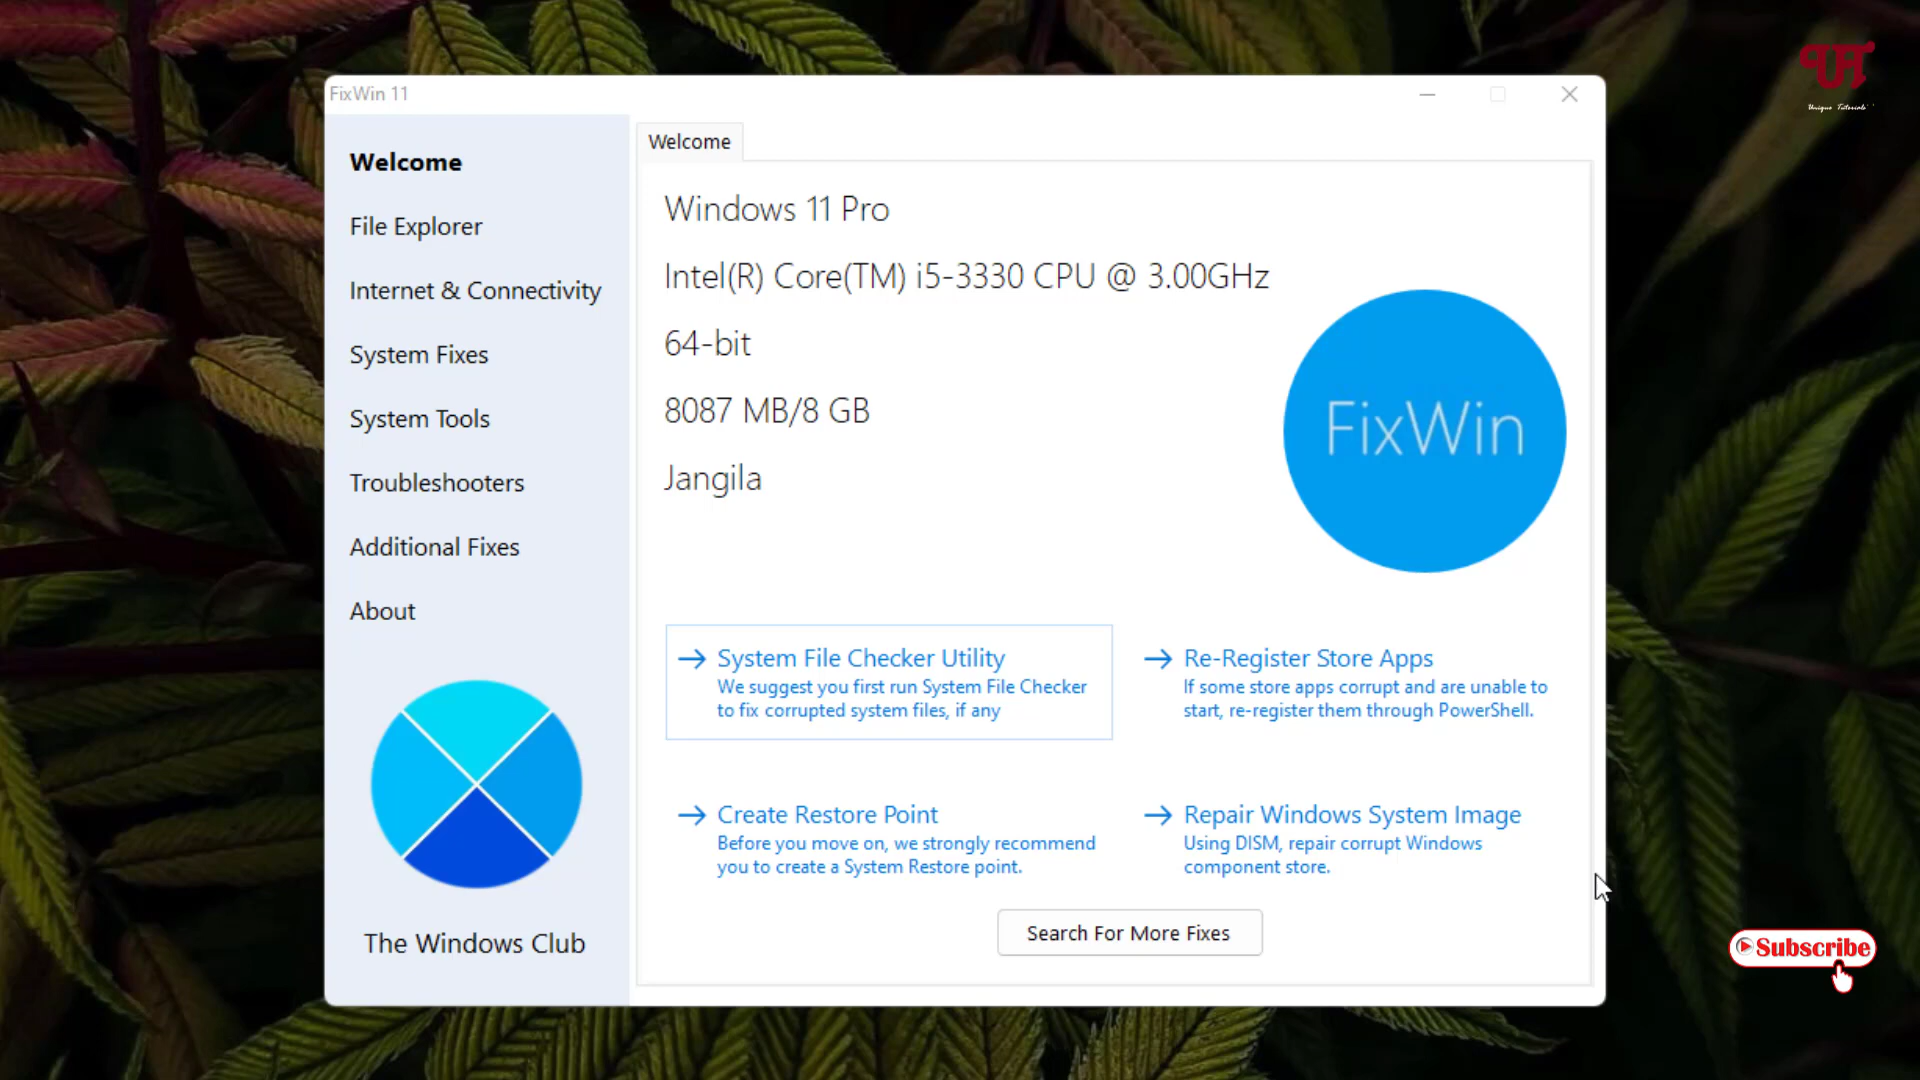 FixWin 11
Welcome
File Explorer
Internet & Connectivity
System Fixes
System Tools
Troubleshooters
Additional Fixes
About
The Windows Club
Welcome
Windows 11 Pro
Intel(R) Core(TM) i5-3330 CPU @ 3.00GHz
64-bit
8087 MB/8 GB
Jangila
FixWin
System File Checker Utility
We suggest you first run System File Checker
to fix corrupted system files, if any
Re-Register Store Apps
If some store apps corrupt and are unable to
start, re-register them through PowerShell.
Create Restore Point
Before you move on, we strongly recommend
you to create a System Restore point.
Repair Windows System Image
Using DISM, repair corrupt Windows
component store.
Search For More Fixes
UT
Unique Tutorials
Subscribe